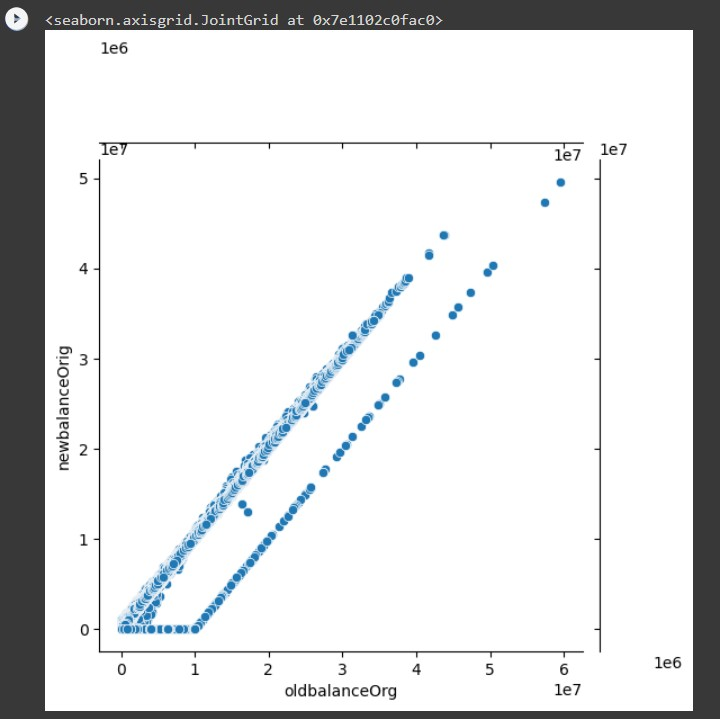 <seaborn.axisgrid.JointGrid at 0x7e1102c0fac0>
1e6
1e7
1e7
1e7
5
4
3
2
1
0
newbalanceOrig
0 1 2 3 4 5 6
oldbalanceOrg
1e7
1e6